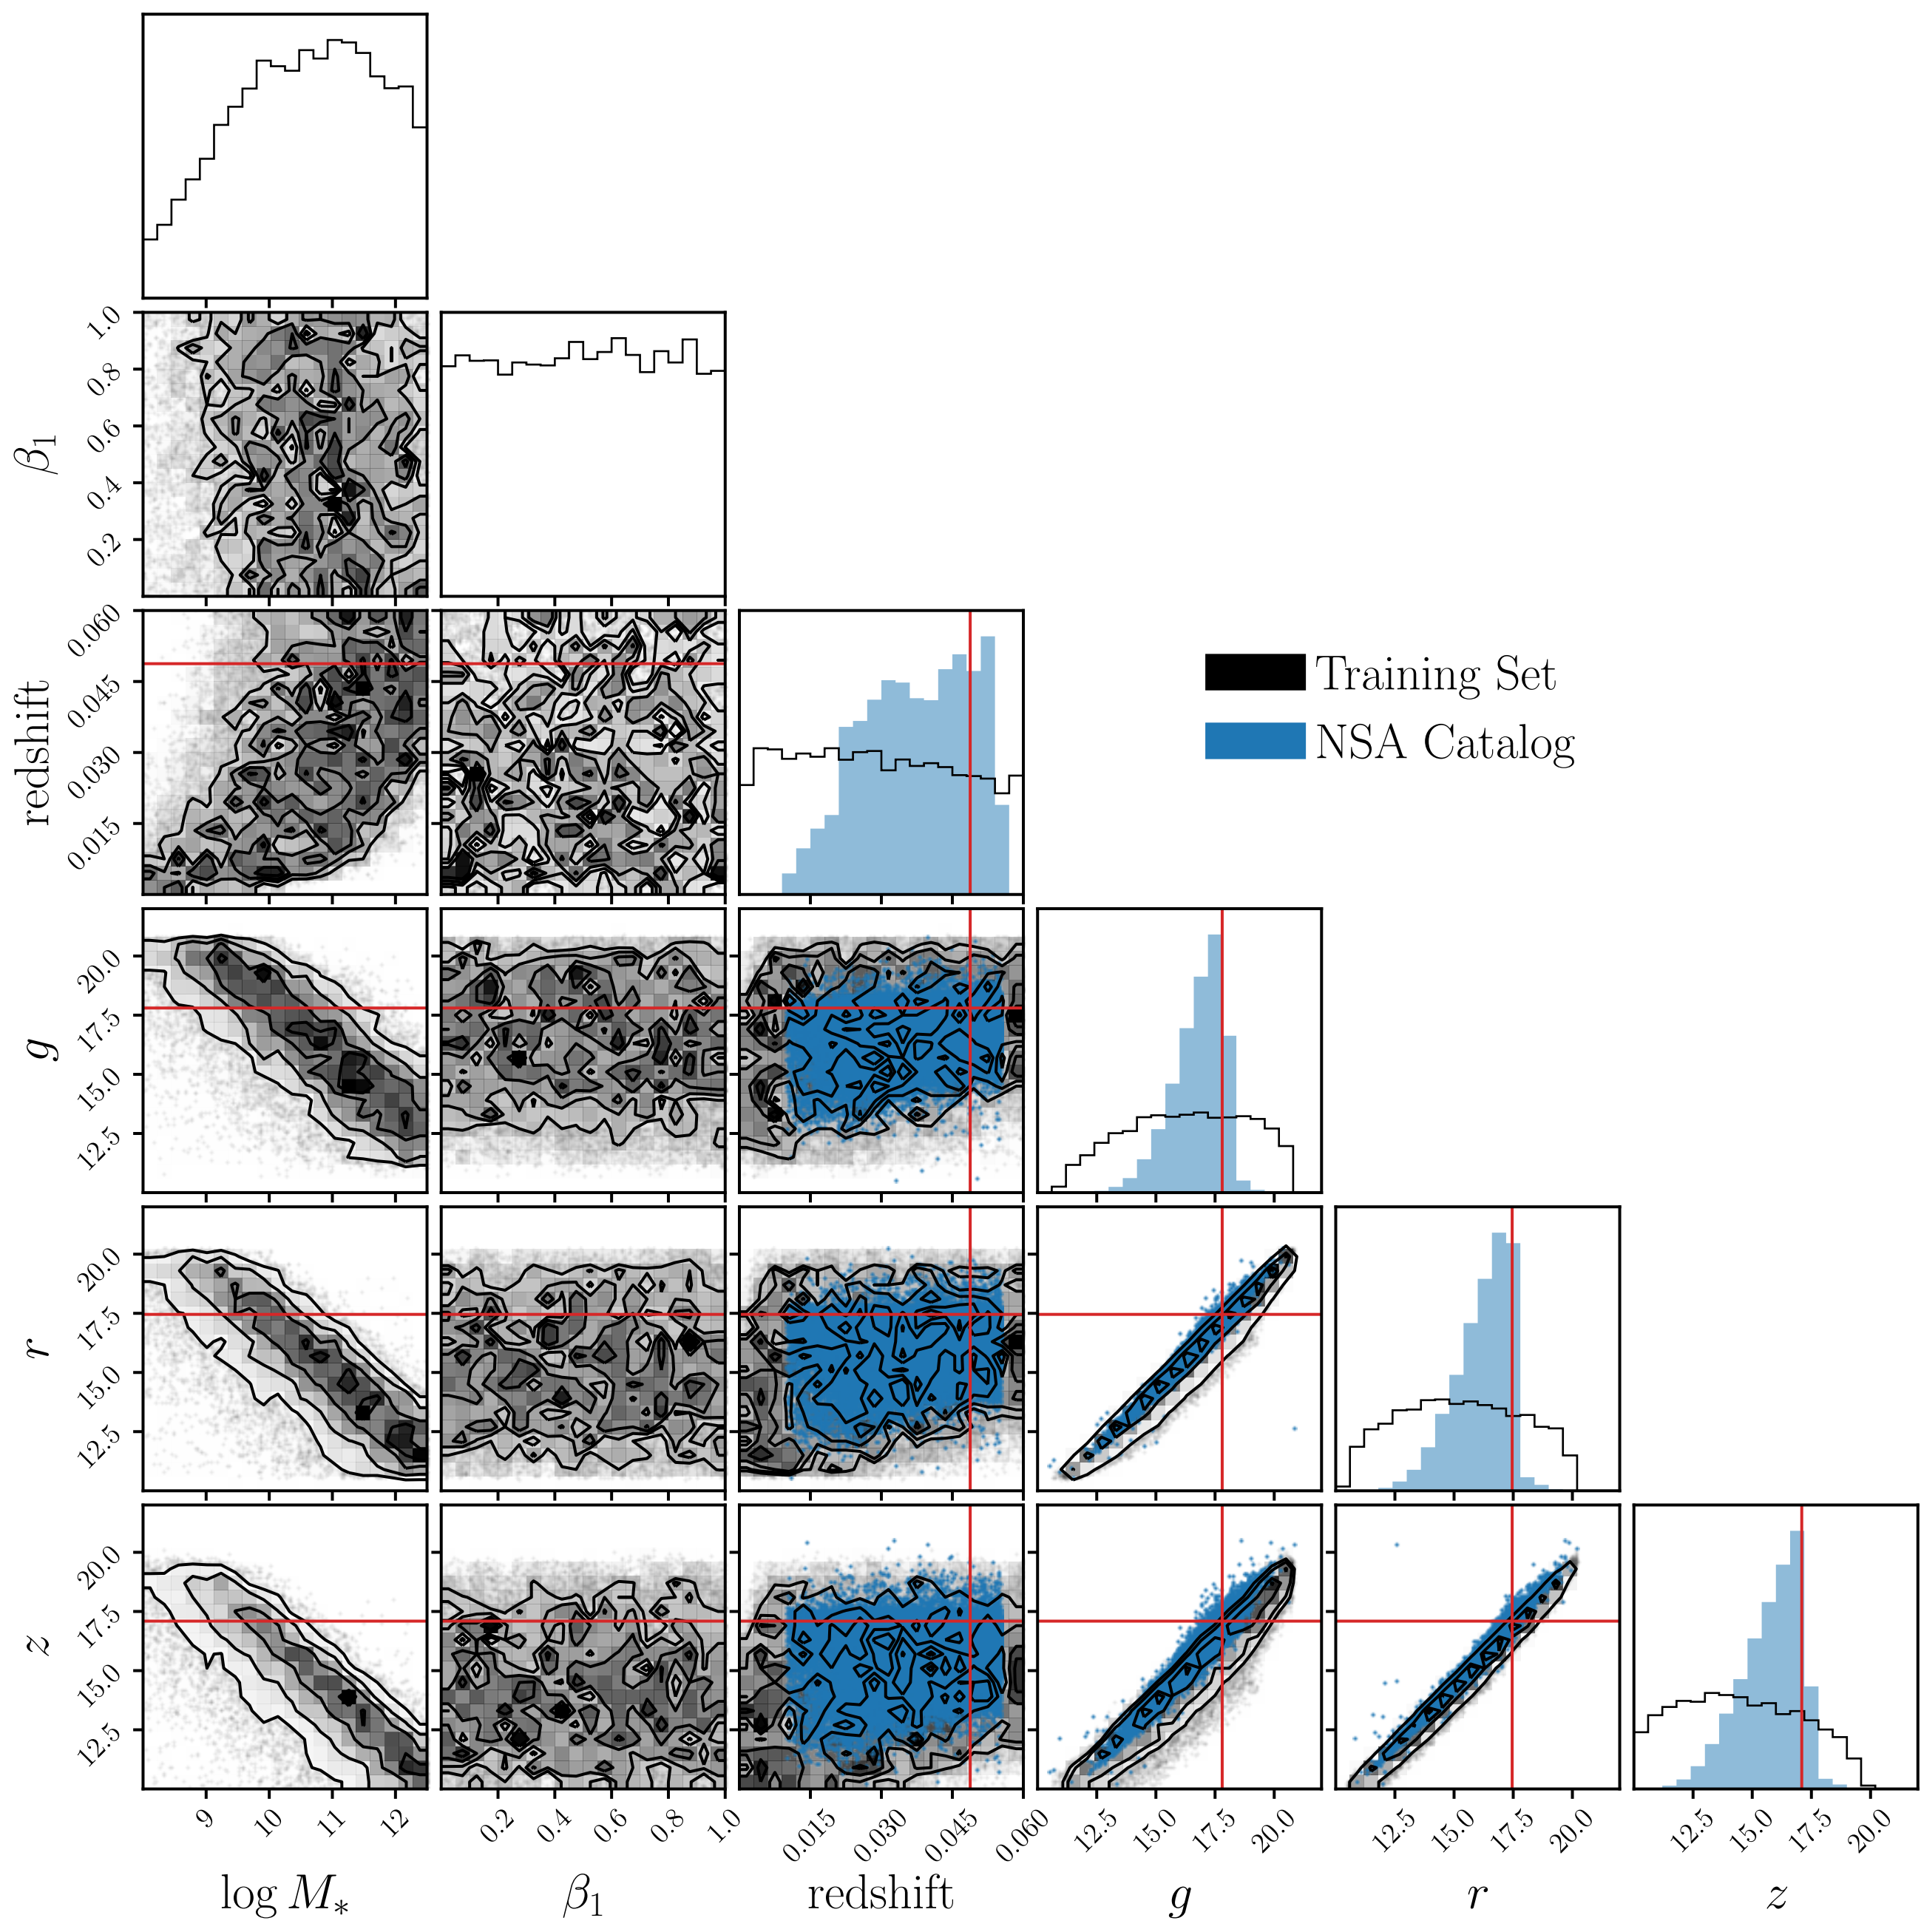 β₁
1.0
0.8
0.6
0.4
0.2
redshift
0.060
0.045
0.030
0.015
Training Set
NSA Catalog
g
20.0
17.5
15.0
12.5
r
20.0
17.5
15.0
12.5
z
20.0
17.5
15.0
12.5
9 10 11 12
0.2 0.4 0.6 0.8 1.0
0.015 0.030 0.045 0.060
12.5 15.0 17.5 20.0
12.5 15.0 17.5 20.0
12.5 15.0 17.5 20.0
log M∗ β₁ redshift g r z